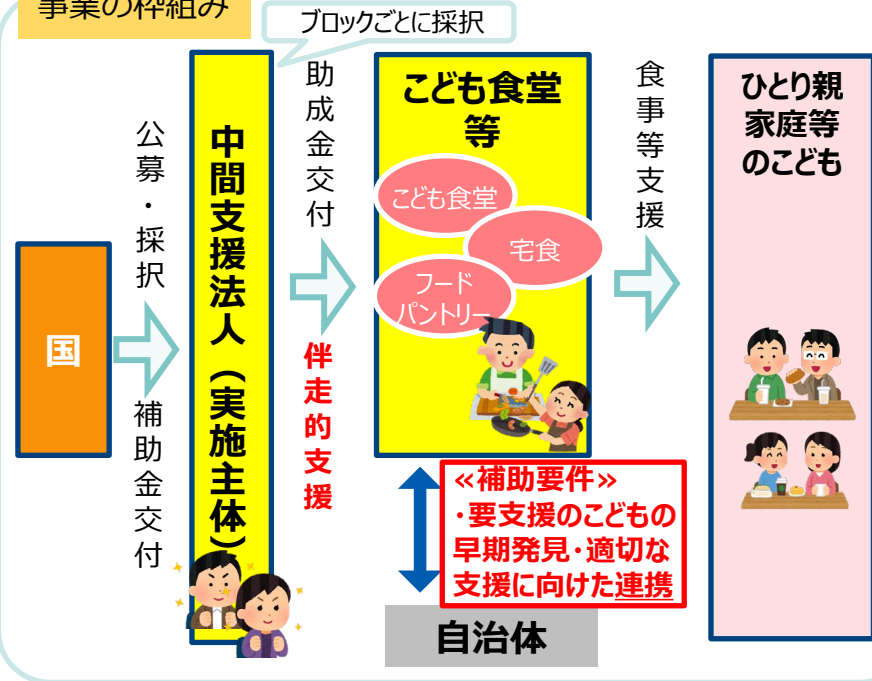 事業の枠組み
ブロックごとに採択
国
公募・採択
補助金交付
中間支援法人（実施主体）
助成金交付
伴走的支援
こども食堂
等
こども食堂
宅食
フード
パントリー
食事等支援
ひとり親
家庭等
のこども
≪補助要件≫
・要支援のこどもの
早期発見・適切な
支援に向けた連携
自治体